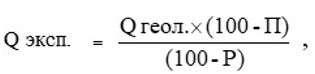 Q эксп. = Q геол.×(100 - П) / (100 - Р) ,